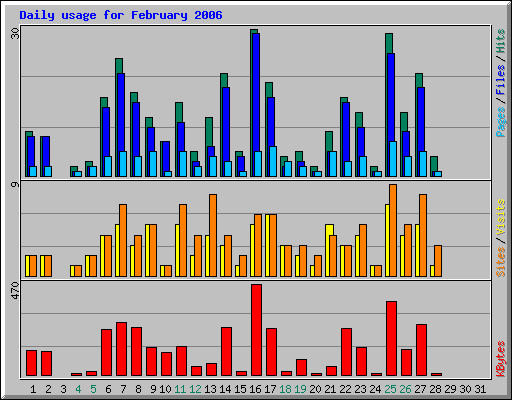 Daily usage for February 2006
30
9
470
Pages / Files / Hits
Sites / Visits
KBytes
1 2 3 4 5 6 7 8 9 10 11 12 13 14 15 16 17 18 19 20 21 22 23 24 25 26 27 28 29 30 31